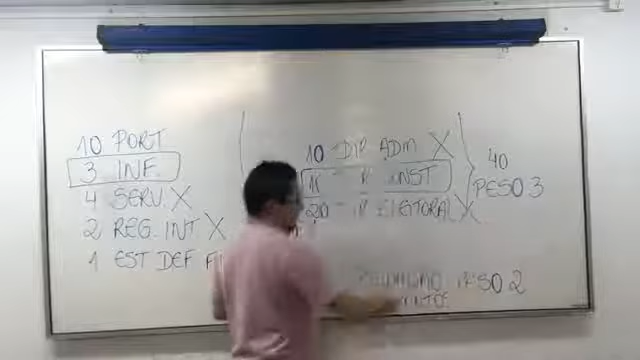 10 PORT
3 INF.
4 SERV. X
2 REG. INT. X
1 EST DEF
10 DIR ADM X
CONST
20 ELEITORAL X
40
PESO 3
PESO 2